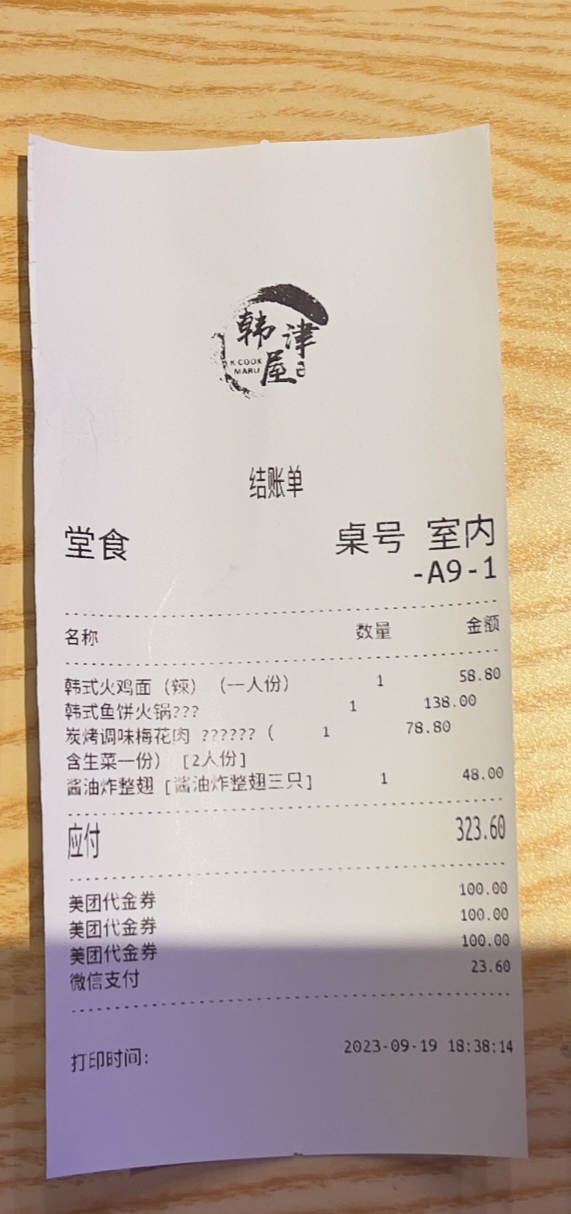 韩津屋
K COOK
MARU
结账单
堂食 桌号 室内
-A9-1
名称 数量 金额
韩式火鸡面（辣）（一人份） 1 58.80
韩式鱼饼火锅??? 1 138.00
炭烤调味梅花肉 ??????（ 1 78.80
含生菜一份）[2人份]
酱油炸整翅 [酱油炸整翅三只] 1 48.00
应付 323.60
美团代金券 100.00
美团代金券 100.00
美团代金券 100.00
微信支付 23.60
打印时间: 2023-09-19 18:38:14